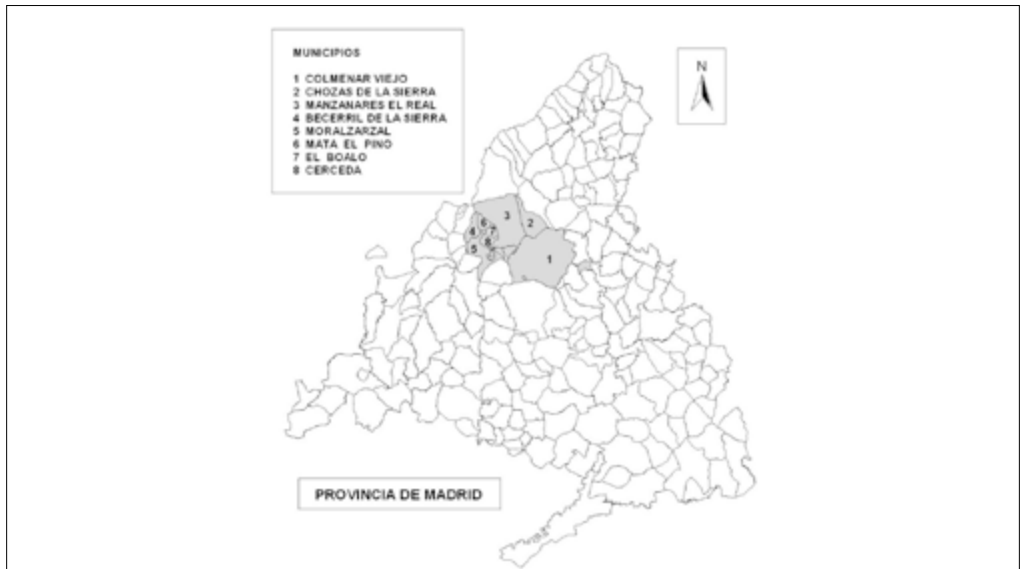 MUNICIPIOS
1 COLMENAR VIEJO
2 CHOZAS DE LA SIERRA
3 MANZANARES EL REAL
4 BECERRIL DE LA SIERRA
5 MORALZARZAL
6 MATA EL PINO
7 EL BOALO
8 CERCEDA
N
3
6
2
4
7
8
5
1
PROVINCIA DE MADRID